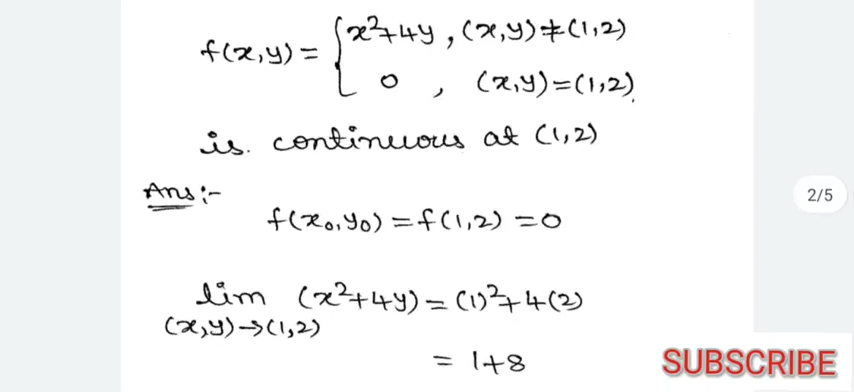 f(x,y) = { x²+4y , (x,y) ≠ (1,2)
0 , (x,y) = (1,2).
is. continuous at (1,2)
Ans:-
f(x₀,y₀) = f(1,2) = 0
2/5
lim (x²+4y) = (1)²+4(2)
(x,y)→(1,2)
= 1+8
SUBSCRIBE